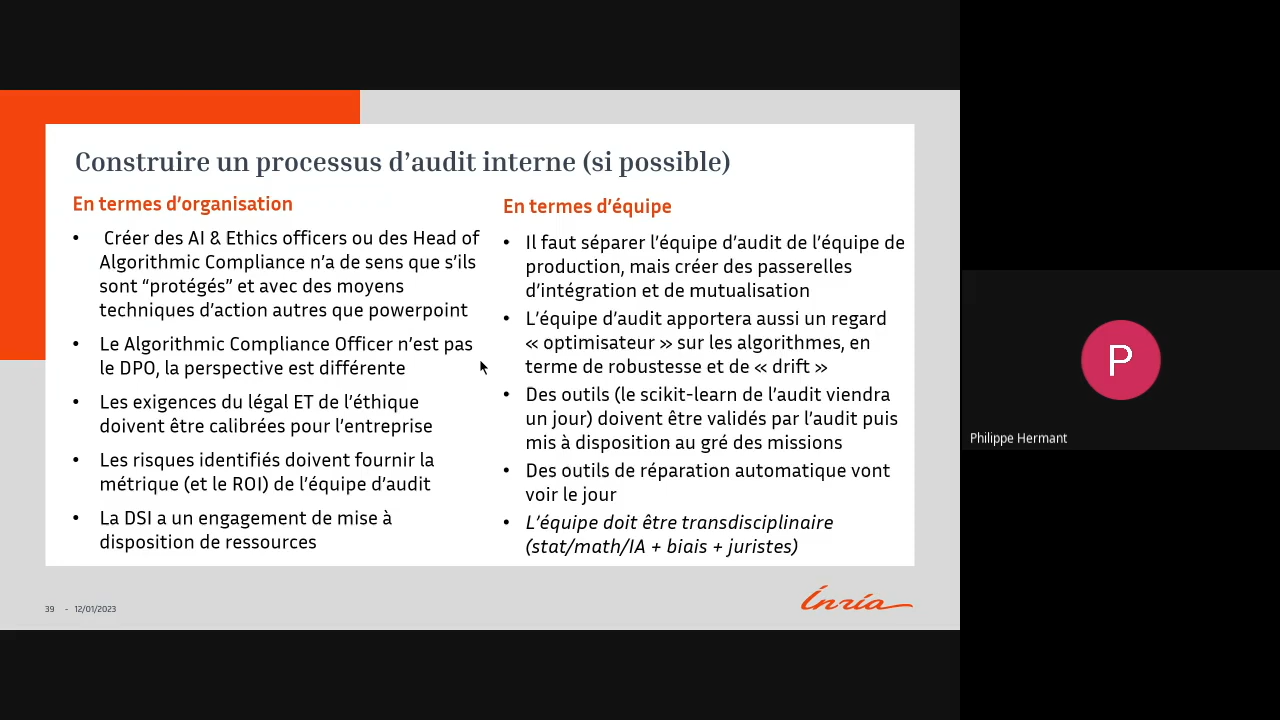 Construire un processus d’audit interne (si possible)
En termes d’organisation
• Créer des AI & Ethics officers ou des Head of
Algorithmic Compliance n’a de sens que s’ils
sont “protégés” et avec des moyens
techniques d’action autres que powerpoint
• Le Algorithmic Compliance Officer n’est pas
le DPO, la perspective est différente
• Les exigences du légal ET de l’éthique
doivent être calibrées pour l’entreprise
• Les risques identifiés doivent fournir la
métrique (et le ROI) de l’équipe d’audit
• La DSI a un engagement de mise à
disposition de ressources
En termes d’équipe
• Il faut séparer l’équipe d’audit de l’équipe de
production, mais créer des passerelles
d’intégration et de mutualisation
• L’équipe d’audit apportera aussi un regard
« optimisateur » sur les algorithmes, en
terme de robustesse et de « drift »
• Des outils (le scikit-learn de l’audit viendra
un jour) doivent être validés par l’audit puis
mis à disposition au gré des missions
• Des outils de réparation automatique vont
voir le jour
• L’équipe doit être transdisciplinaire
(stat/math/IA + biais + juristes)
39 - 12/01/2023
Inria
P
Philippe Hermant